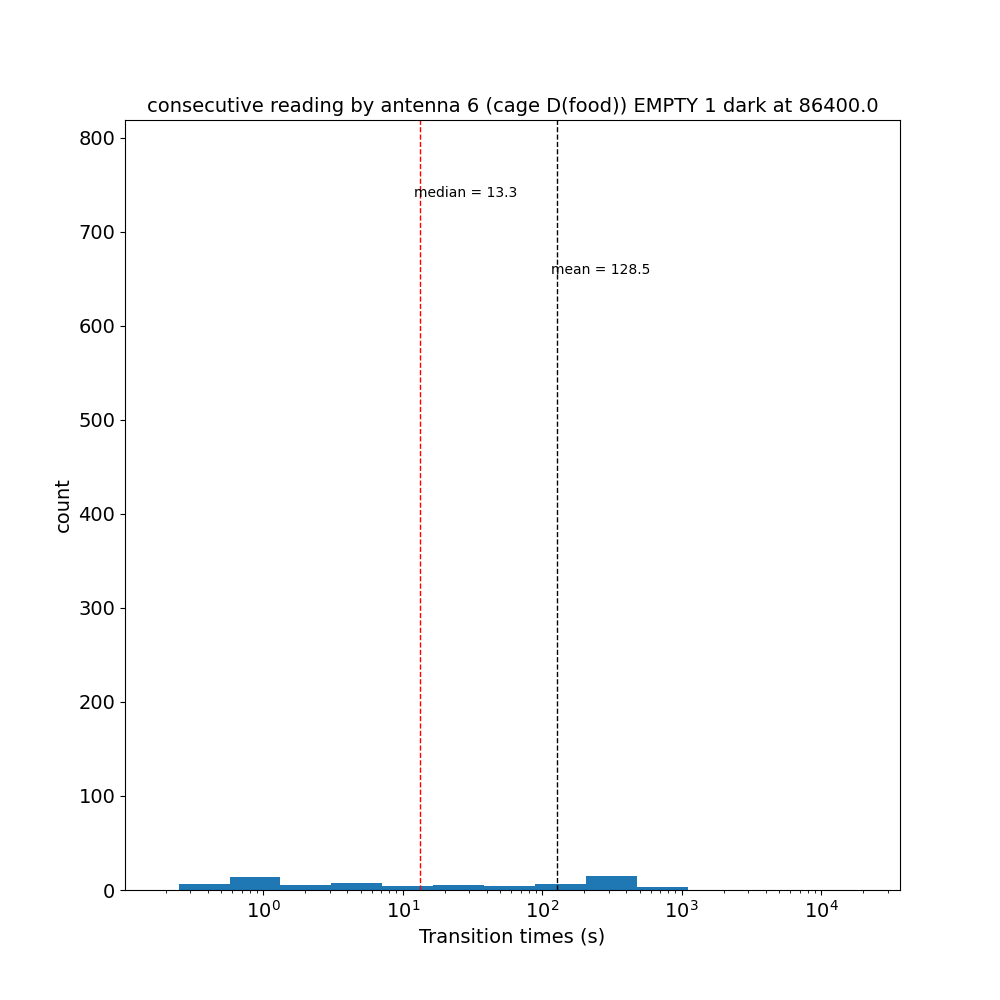 consecutive reading by antenna 6 (cage D(food)) EMPTY 1 dark at 86400.0
800
median = 13.3
700
mean = 128.5
600
500
400
300
200
100
0
count
10^0 10^1 10^2 10^3 10^4
Transition times (s)